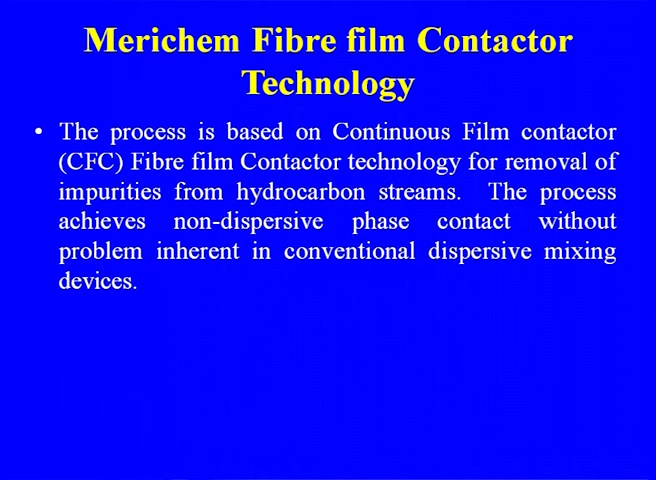 Merichem Fibre film Contactor
Technology
• The process is based on Continuous Film contactor
(CFC) Fibre film Contactor technology for removal of
impurities from hydrocarbon streams. The process
achieves non-dispersive phase contact without
problem inherent in conventional dispersive mixing
devices.